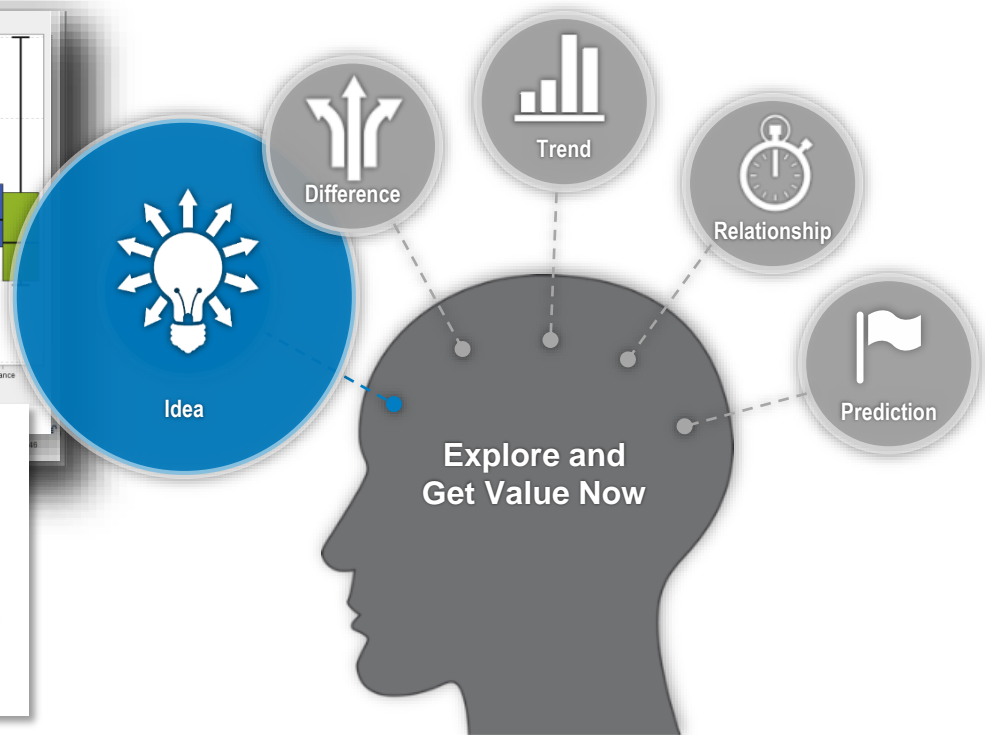 Difference
Trend
Relationship
Idea
Prediction
Explore and
Get Value Now